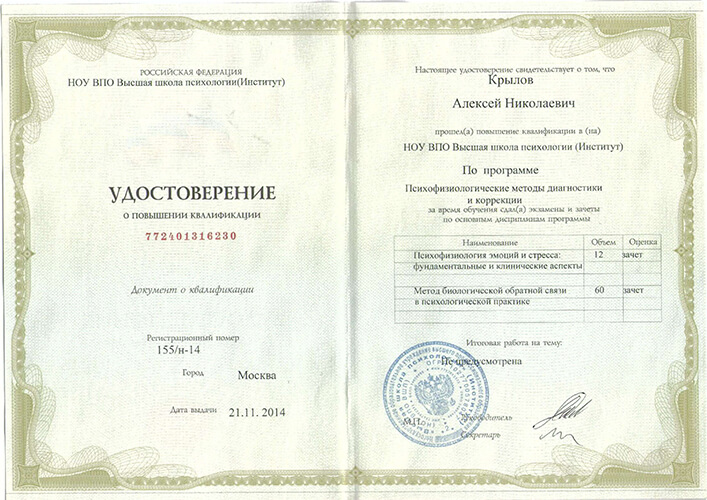 РОССИЙСКАЯ ФЕДЕРАЦИЯ
НОУ ВПО Высшая школа психологии(Институт)
УДОСТОВЕРЕНИЕ
О ПОВЫШЕНИИ КВАЛИФИКАЦИИ
772401316230
Документ о квалификации
Регистрационный номер
155/н-14
Город Москва
Дата выдачи 21.11.2014
Настоящее удостоверение свидетельствует о том, что
Крылов
Алексей Николаевич
прошел(а) повышение квалификации в (на)
НОУ ВПО Высшая школа психологии (Институт)
По программе
Психофизиологические методы диагностики
и коррекции
за время обучения сдал(а) экзамены и зачеты
по основным дисциплинам программы
Наименование Объем Оценка
Психофизиология эмоций и стресса: 12 зачет
фундаментальные и клинические аспекты
Метод биологической обратной связи 60 зачет
в психологической практике
Итоговая работа на тему:
Не предусмотрена
М.П.
Председатель
Секретарь